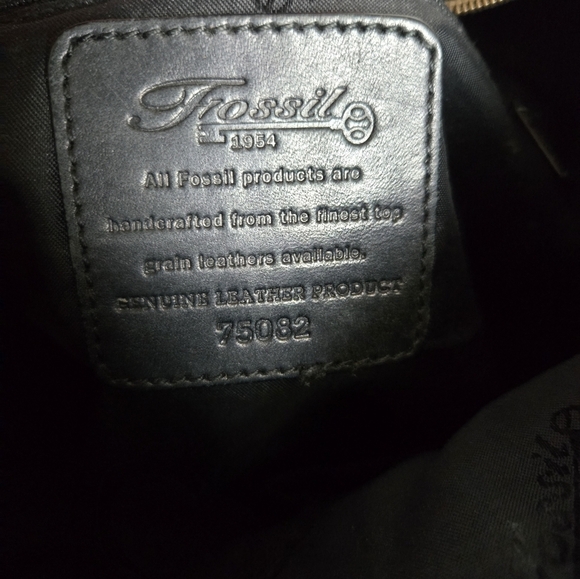 Fossil
1954
All Fossil products are
handcrafted from the finest top
grain leathers available.
GENUINE LEATHER PRODUCT
75082